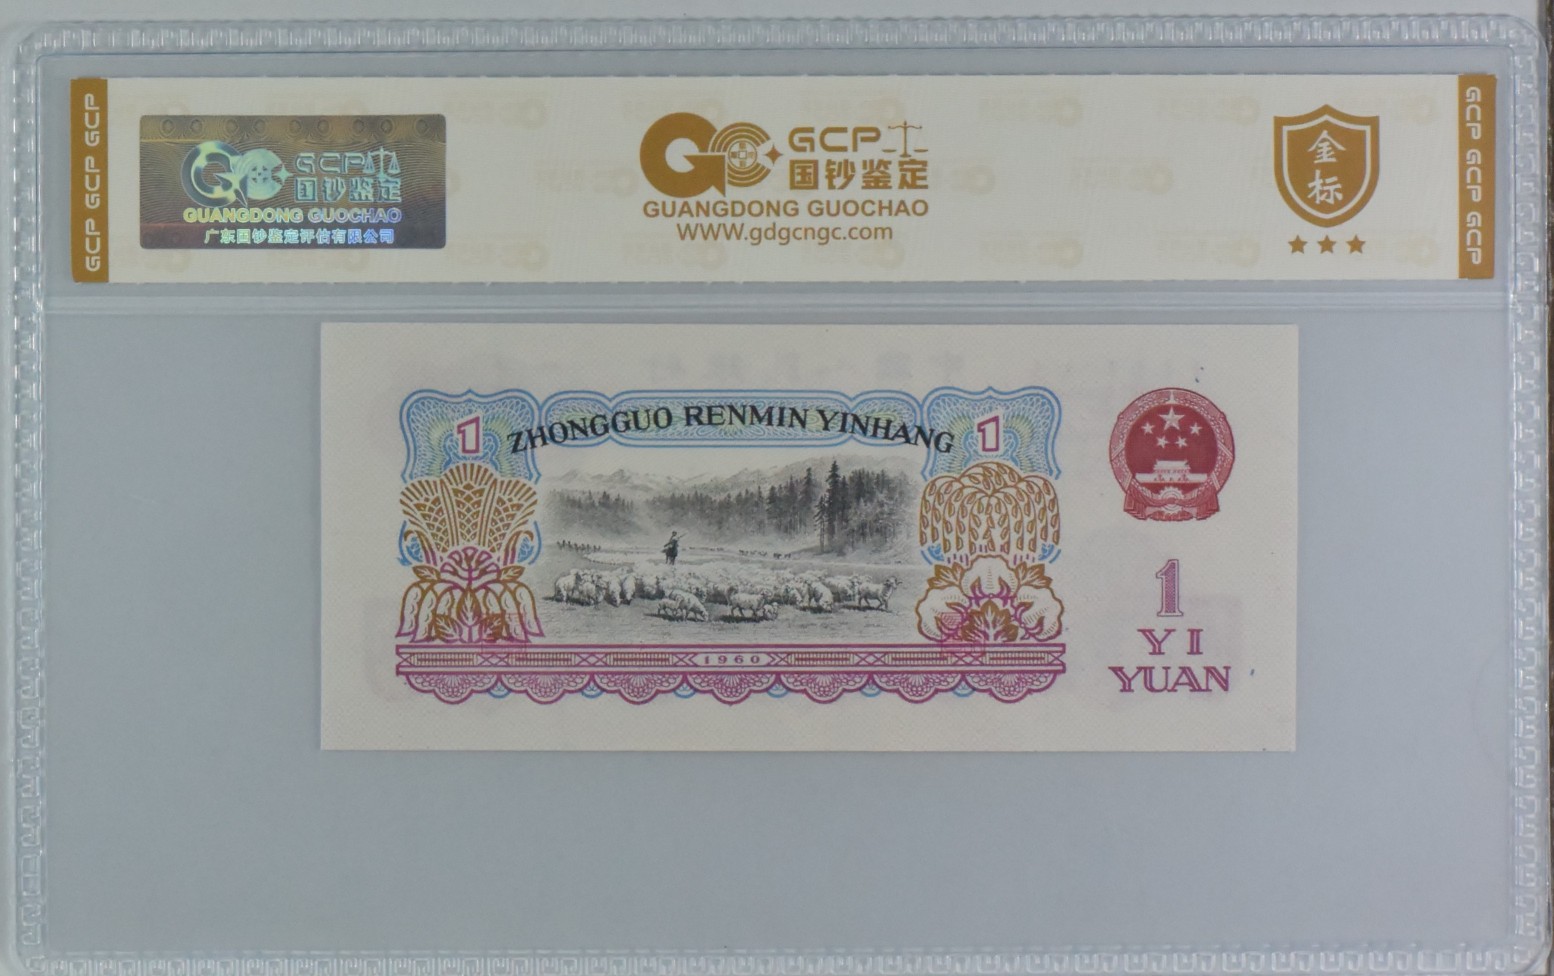 GCP GCP GCP
GCP
国钞鉴定
GUANGDONG GUOCHAO
广东国钞鉴定评估有限公司
GCP
国钞鉴定
GUANGDONG GUOCHAO
WWW.gdgcngc.com
金
标
GCP GCP GCP
1
ZHONGGUO RENMIN YINHANG
1
1960
1
YI
YUAN